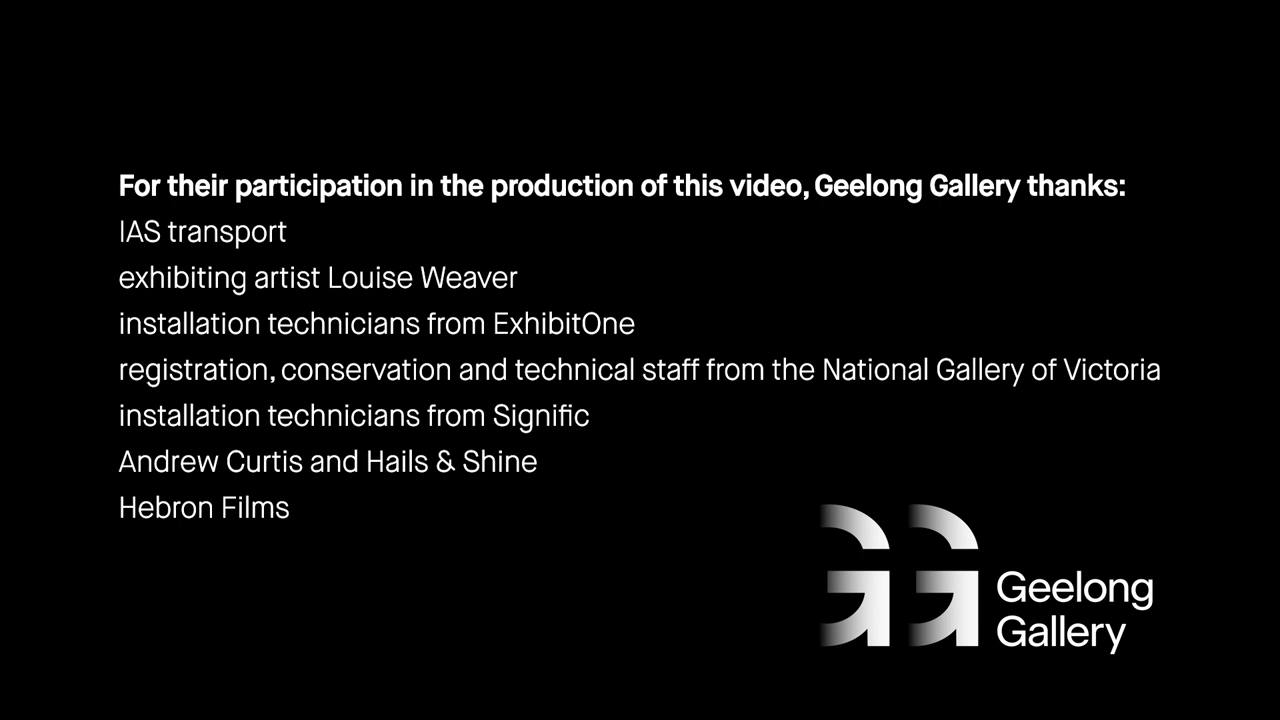 For their participation in the production of this video, Geelong Gallery thanks:
IAS transport
exhibiting artist Louise Weaver
installation technicians from ExhibitOne
registration, conservation and technical staff from the National Gallery of Victoria
installation technicians from Signific
Andrew Curtis and Hails & Shine
Hebron Films
GG
Geelong
Gallery